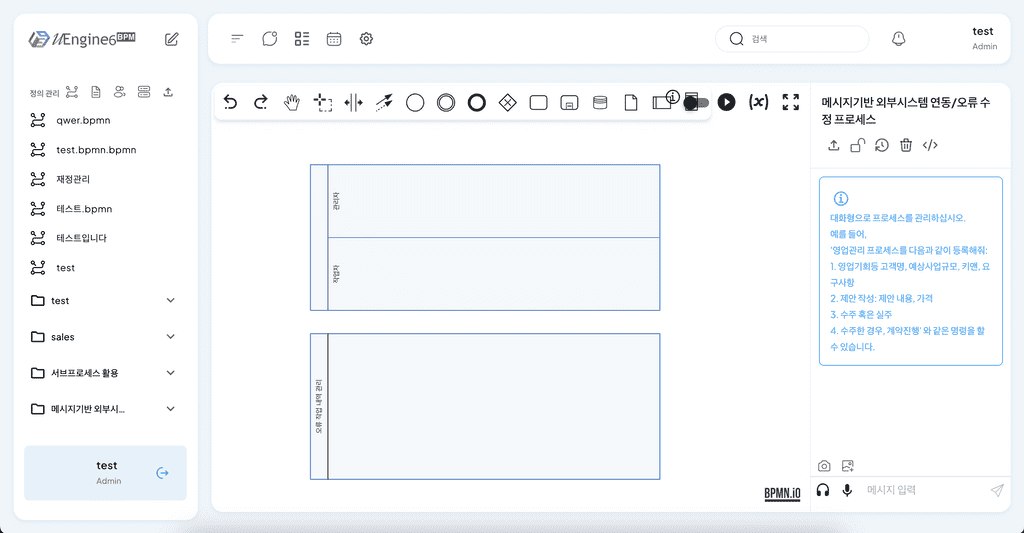 uEngine6 BPM
정의 관리
qwer.bpmn
test.bpmn.bpmn
재정관리
테스트.bpmn
테스트입니다
test
test
sales
서브프로세스 활용
메시지기반 외부시...
test
Admin
검색
test
Admin
(x)
관리자
작업자
오류 작업 내역 관리
BPMN.iO
메시지기반 외부시스템 연동/오류 수
정 프로세스
대화형으로 프로세스를 관리하십시오.
예를 들어,
'영업관리 프로세스를 다음과 같이 등록해줘:
1. 영업기회등 고객명, 예상사업규모, 키맨, 요
구사항
2. 제안 작성: 제안 내용, 가격
3. 수주 혹은 실주
4. 수주한 경우, 계약진행' 와 같은 명령을 할
수 있습니다.
메시지 입력